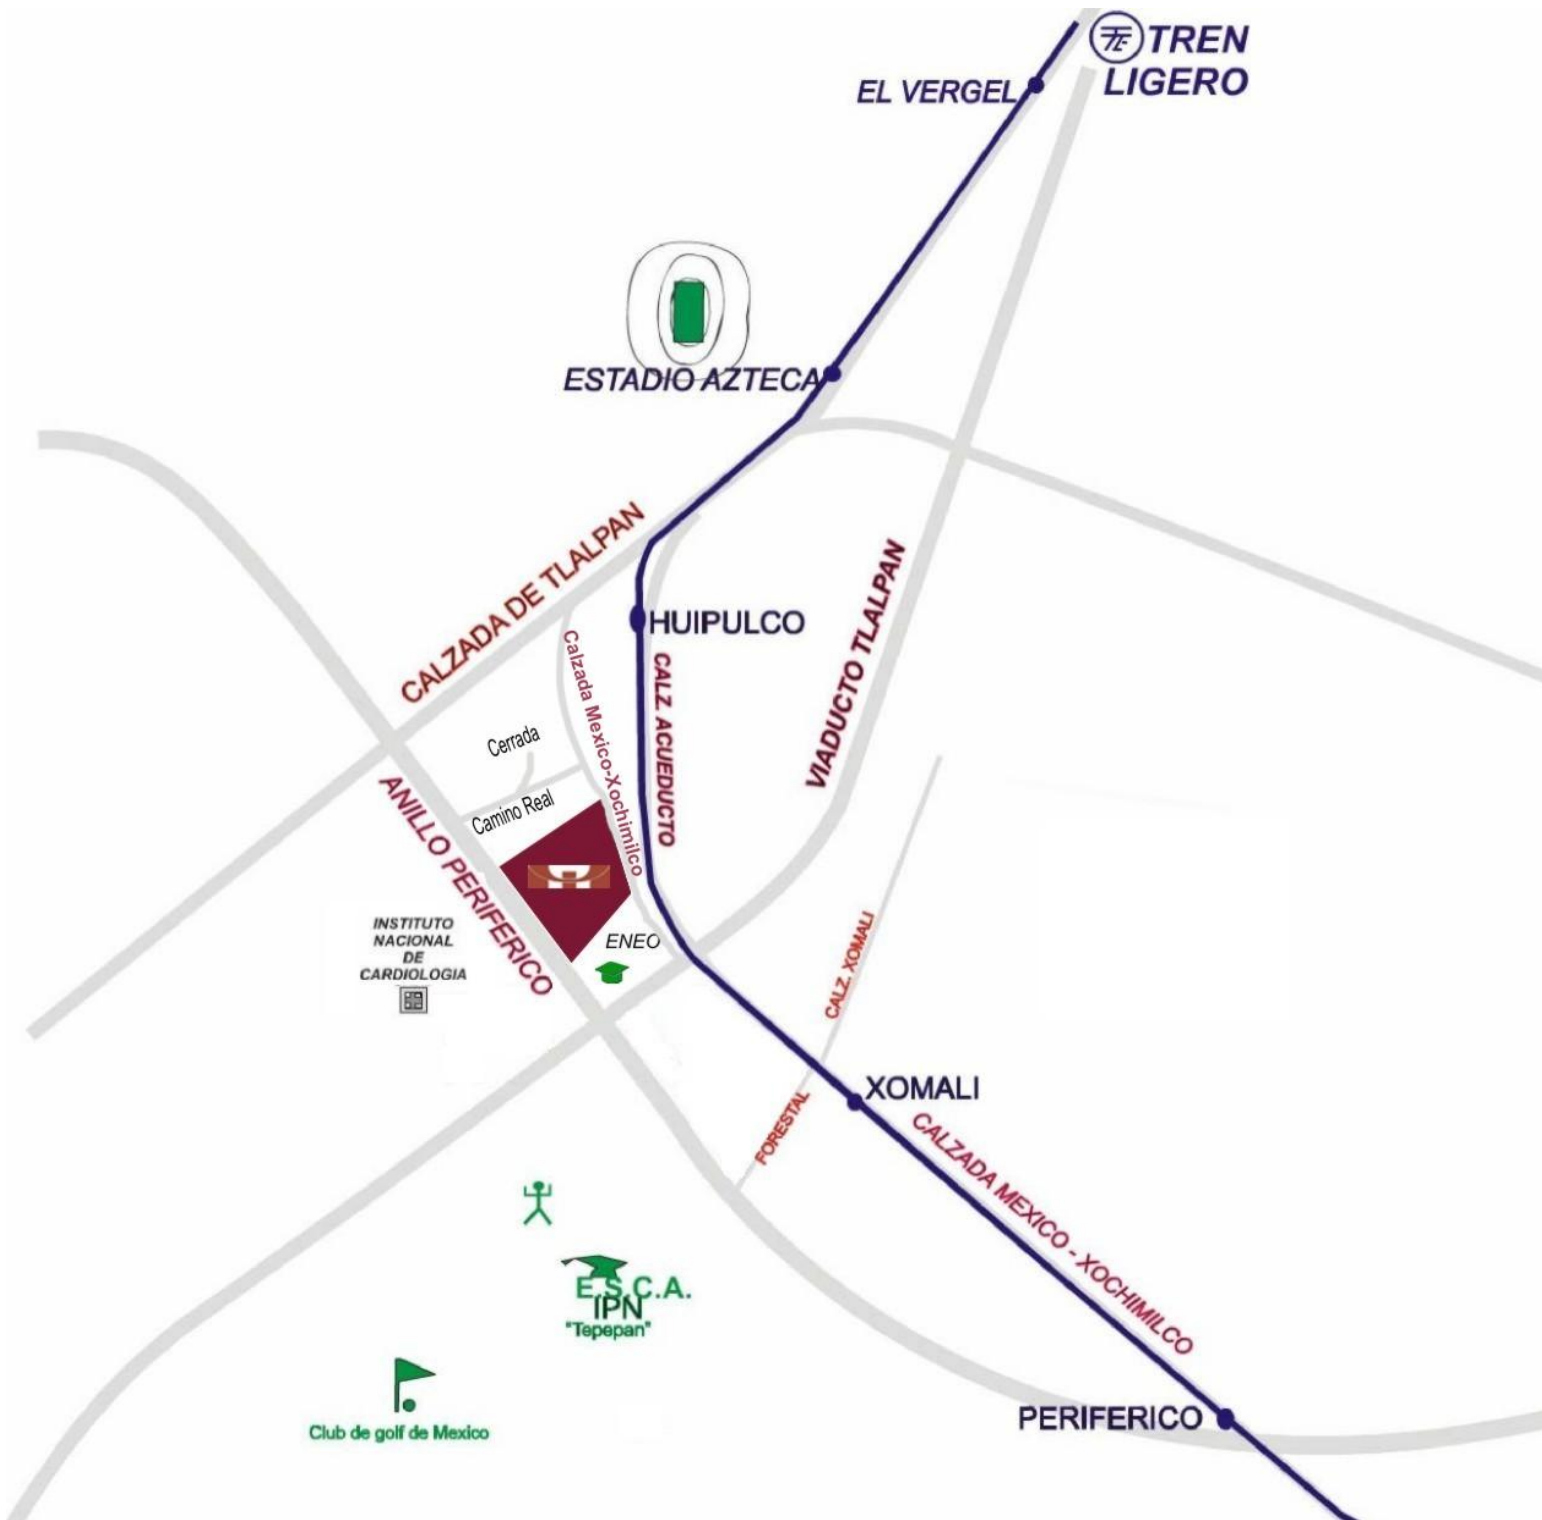 TREN
LIGERO
EL VERGEL
ESTADIO AZTECA
CALZADA DE TLALPAN
HUIPULCO
VIADUCTO TLALPAN
Calzada Mexico-Xochimilco
CALZ. ACUEDUCTO
Cerrada
Camino Real
ANILLO PERIFERICO
INSTITUTO
NACIONAL
DE
CARDIOLOGIA
ENEO
CALZ. XOMALI
XOMALI
FORESTAL
CALZADA MEXICO - XOCHIMILCO
E.S.C.A.
IPN
"Tepepan"
Club de golf de Mexico
PERIFERICO